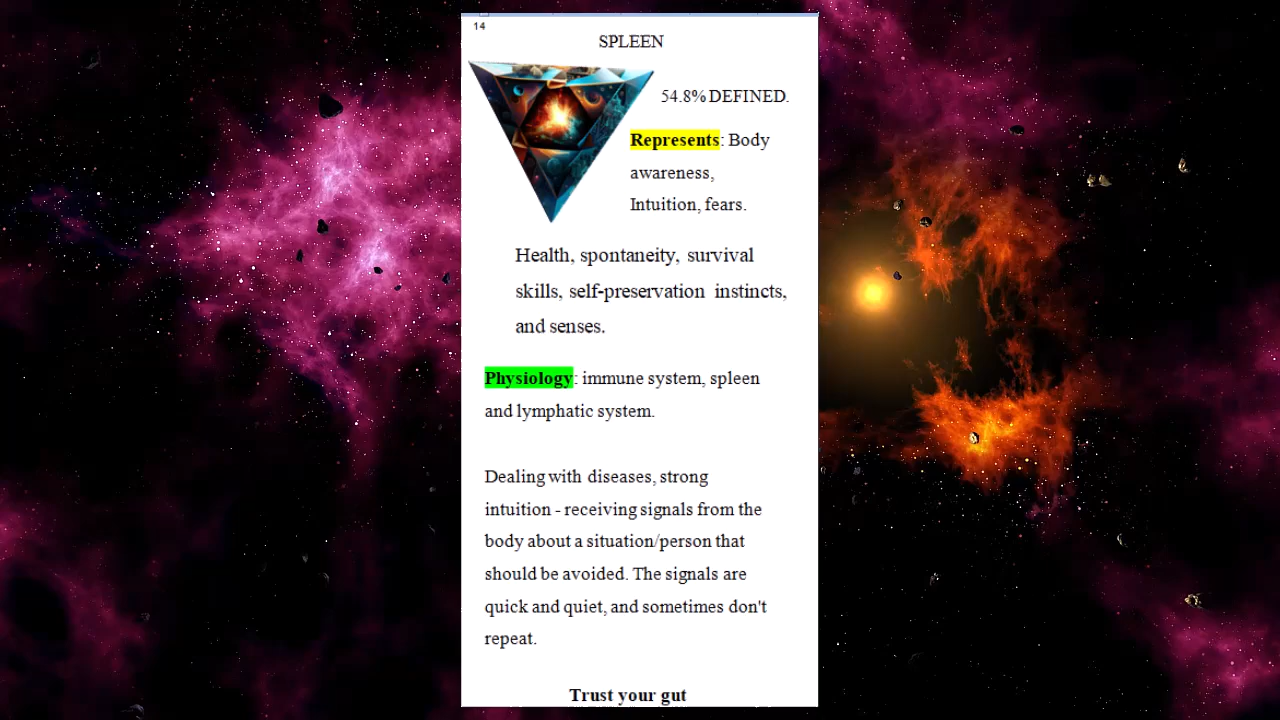 14
SPLEEN
54.8% DEFINED.
Represents: Body
awareness,
Intuition, fears.
Health, spontaneity, survival
skills, self-preservation instincts,
and senses.
Physiology: immune system, spleen
and lymphatic system.
Dealing with diseases, strong
intuition - receiving signals from the
body about a situation/person that
should be avoided. The signals are
quick and quiet, and sometimes don't
repeat.
Trust your gut